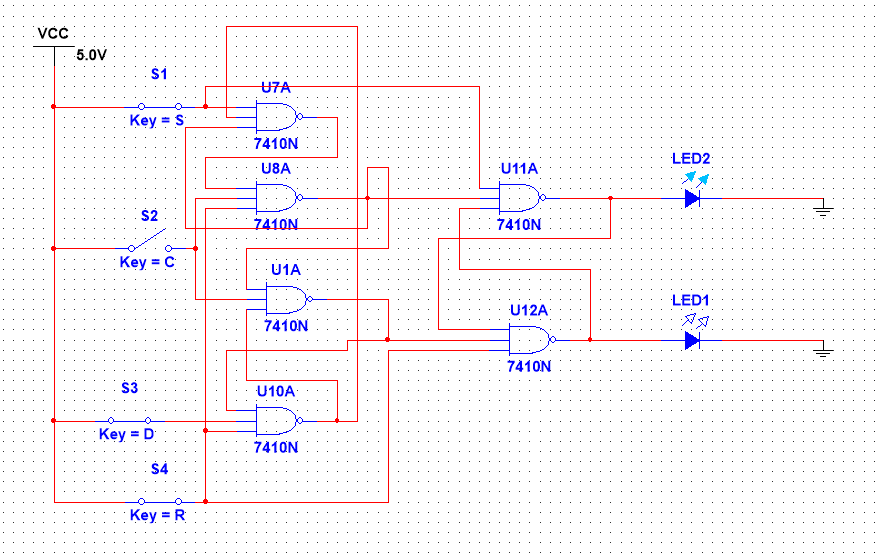 VCC
5.0V
S1
Key = S
U7A
7410N
U8A
7410N
U11A
7410N
LED2
S2
Key = C
U1A
7410N
U12A
7410N
LED1
S3
Key = D
U10A
7410N
S4
Key = R